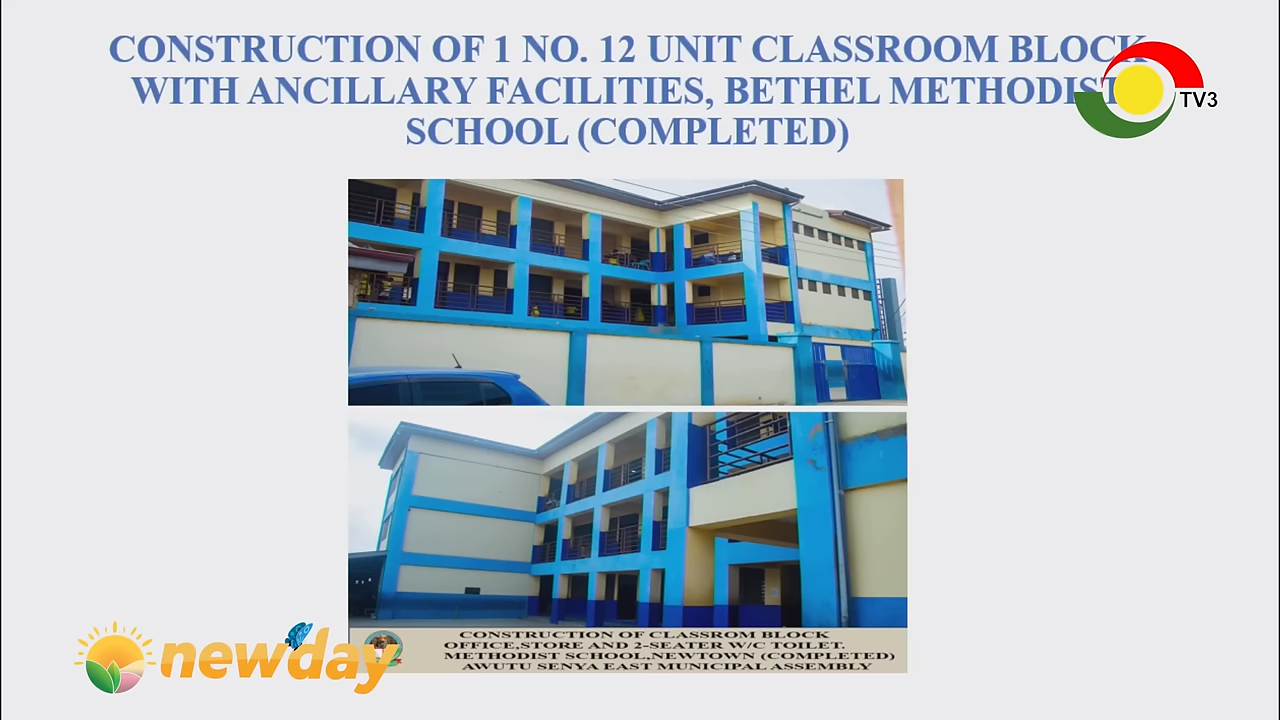 CONSTRUCTION OF 1 NO. 12 UNIT CLASSROOM BLOCK
WITH ANCILLARY FACILITIES, BETHEL METHODIST
SCHOOL (COMPLETED)
TV3
CONSTRUCTION OF CLASSROM BLOCK
OFFICE,STORE AND 2-SEATER W/C TOILET.
METHODIST SCHOOL,NEWTOWN (COMPLETED)
AWUTU SENYA EAST MUNICIPAL ASSEMBLY
newday